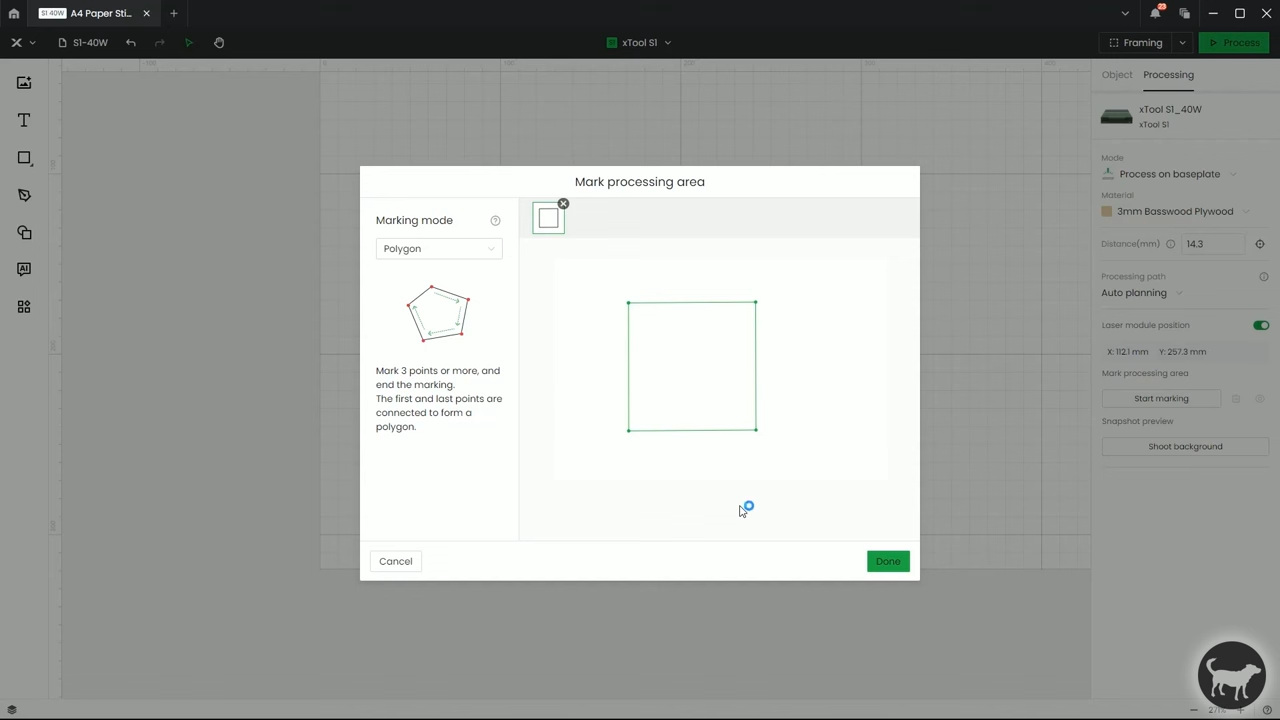 S1 40W A4 Paper Sti...
23
S1-40W
xTool S1
Framing
Process
Object
Processing
xTool S1_40W
xTool S1
Mode
Process on baseplate
Material
3mm Basswood Plywood
Distance(mm)
14.3
Processing path
Auto planning
Laser module position
X: 112.1 mm Y: 257.3 mm
Mark processing area
Start marking
Snapshot preview
Shoot background
Mark processing area
Marking mode
Polygon
Mark 3 points or more, and
end the marking.
The first and last points are
connected to form a
polygon.
Cancel
Done